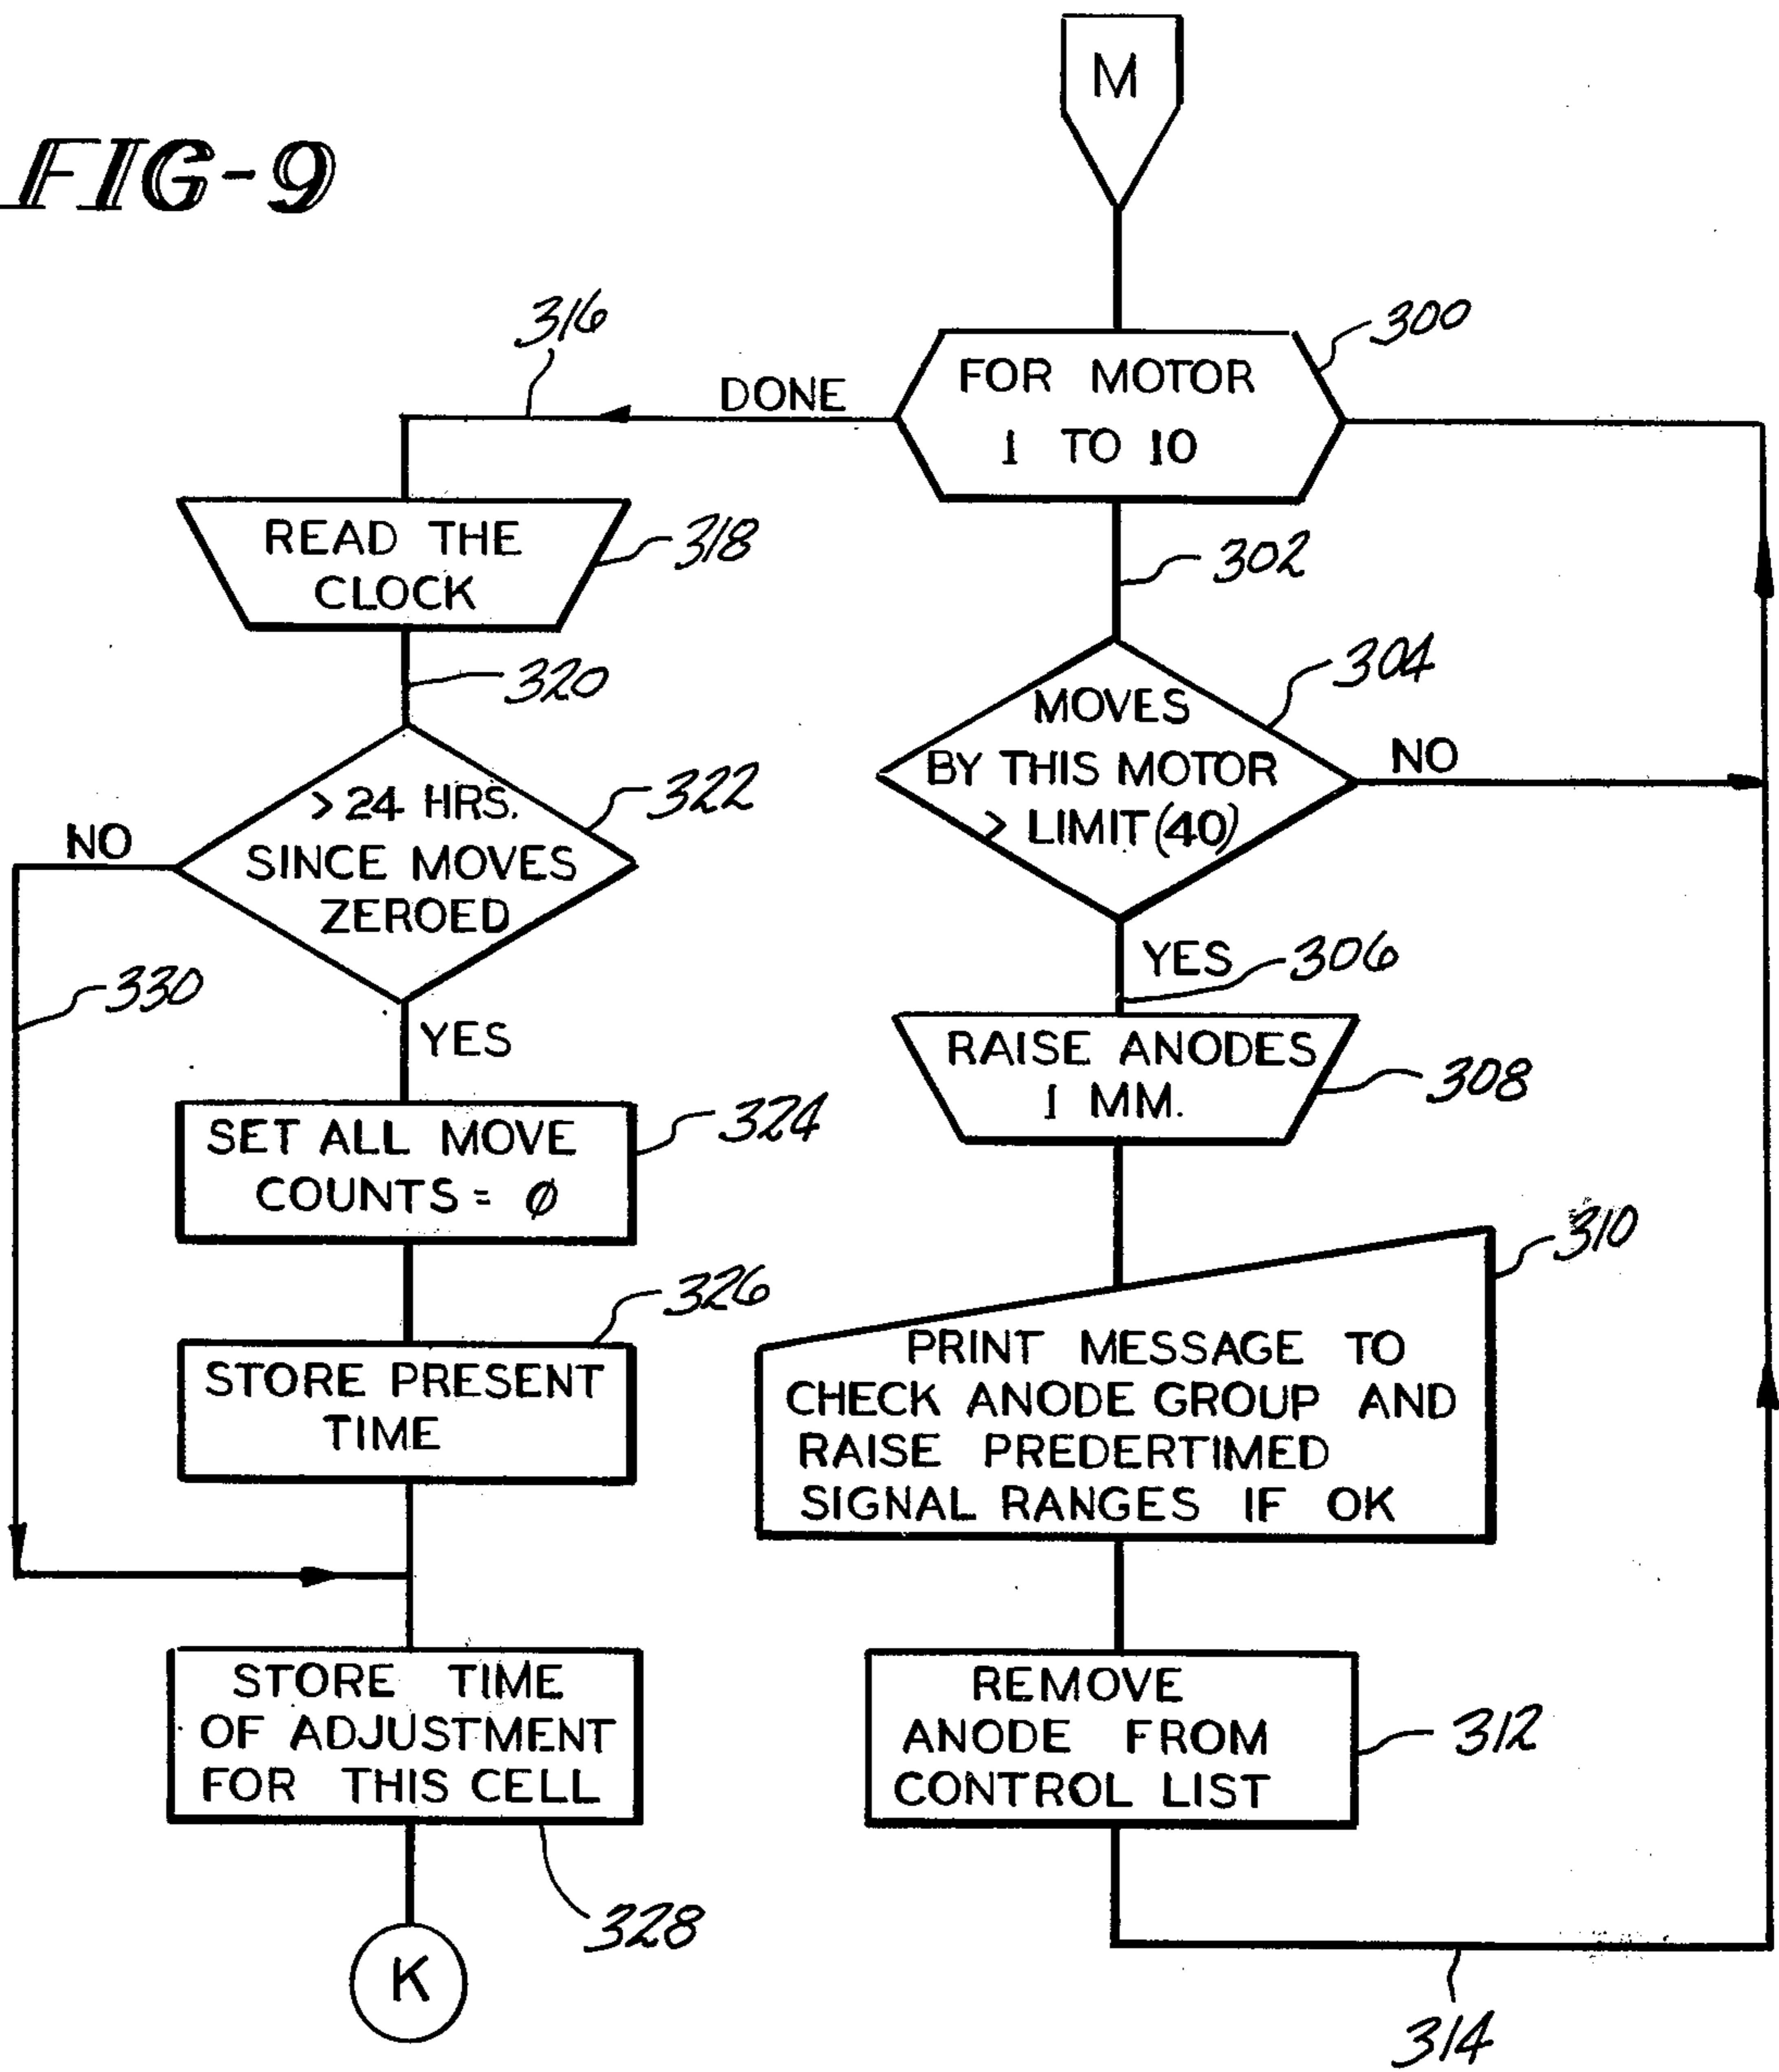 FIG-9
M
300
FOR MOTOR
1 TO 10
316
DONE
302
READ THE
CLOCK
318
320
304
MOVES
BY THIS MOTOR
> LIMIT (40)
NO
322
> 24 HRS.
SINCE MOVES
ZEROED
NO
330
YES
YES
306
RAISE ANODES
1 MM.
308
SET ALL MOVE
COUNTS = Ø
324
310
PRINT MESSAGE TO
CHECK ANODE GROUP AND
RAISE PREDERTIMED
SIGNAL RANGES IF OK
326
STORE PRESENT
TIME
STORE TIME
OF ADJUSTMENT
FOR THIS CELL
328
REMOVE
ANODE FROM
CONTROL LIST
312
314
K